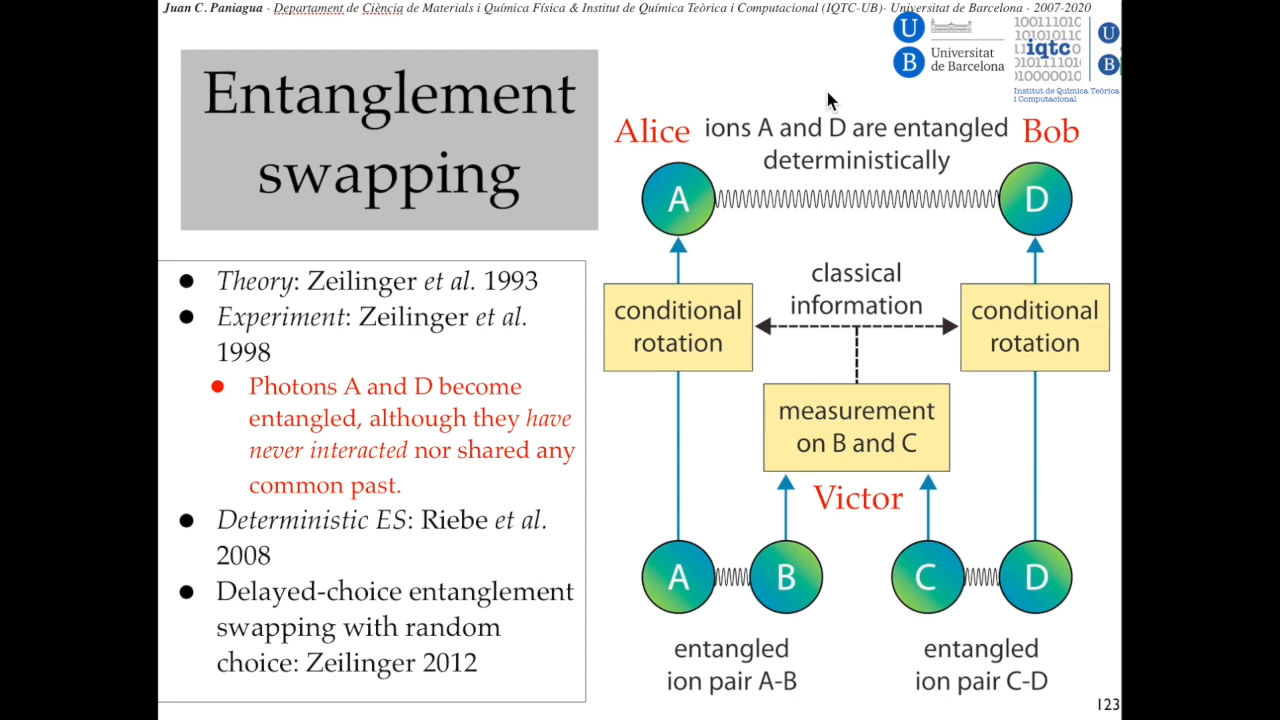 Juan C. Paniagua - Departament de Ciència de Materials i Química Física & Institut de Química Teòrica i Computacional (IQTC-UB)- Universitat de Barcelona - 2007-2020
U
B
Universitat
de Barcelona
iqtc
U
B
Institut de Química Teòrica
i Computacional
Entanglement
swapping
Theory: Zeilinger et al. 1993
Experiment: Zeilinger et al.
1998
Photons A and D become
entangled, although they have
never interacted nor shared any
common past.
Deterministic ES: Riebe et al.
2008
Delayed-choice entanglement
swapping with random
choice: Zeilinger 2012
Alice
ions A and D are entangled
deterministically
Bob
A
D
classical
information
conditional
rotation
conditional
rotation
measurement
on B and C
Victor
A
B
C
D
entangled
ion pair A-B
entangled
ion pair C-D
123